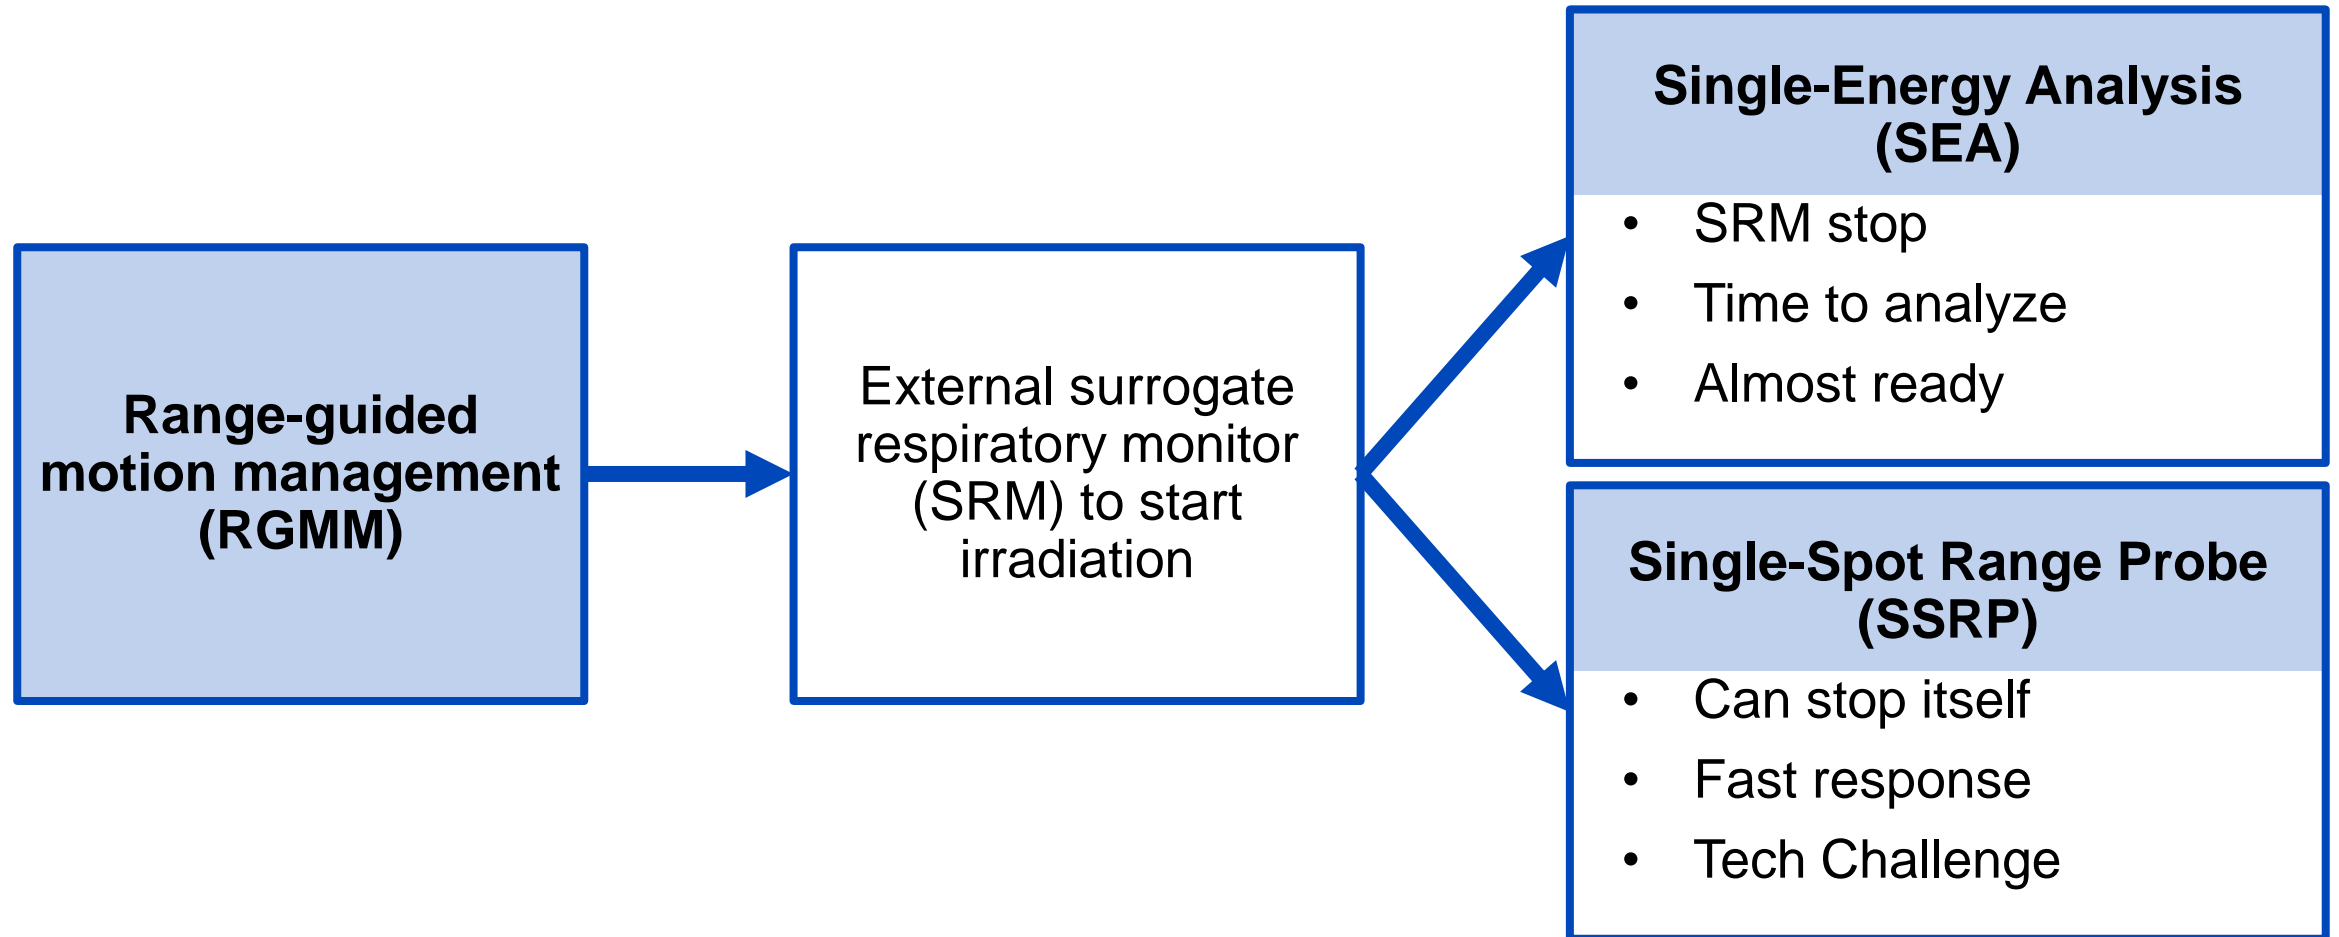 Range-guided
motion management
(RGMM)
External surrogate
respiratory monitor
(SRM) to start
irradiation
Single-Energy Analysis
(SEA)
• SRM stop
• Time to analyze
• Almost ready
Single-Spot Range Probe
(SSRP)
• Can stop itself
• Fast response
• Tech Challenge